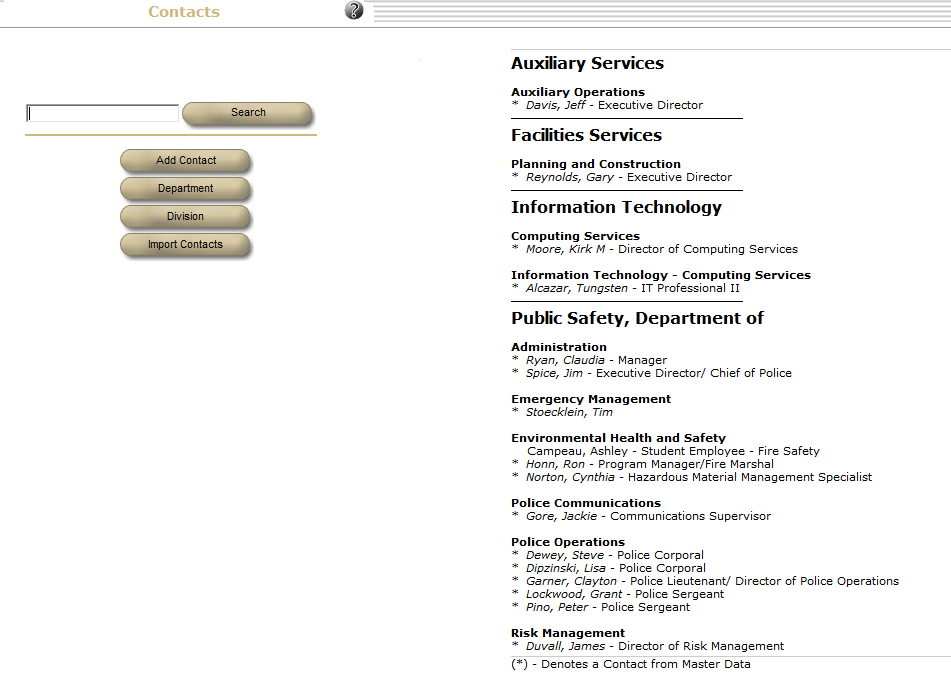 Contacts
?
Search
Add Contact
Department
Division
Import Contacts
Auxiliary Services
Auxiliary Operations
* Davis, Jeff - Executive Director
Facilities Services
Planning and Construction
* Reynolds, Gary - Executive Director
Information Technology
Computing Services
* Moore, Kirk M - Director of Computing Services
Information Technology - Computing Services
* Alcazar, Tungsten - IT Professional II
Public Safety, Department of
Administration
* Ryan, Claudia - Manager
* Spice, Jim - Executive Director/ Chief of Police
Emergency Management
* Stoecklein, Tim
Environmental Health and Safety
Campeau, Ashley - Student Employee - Fire Safety
* Honn, Ron - Program Manager/Fire Marshal
* Norton, Cynthia - Hazardous Material Management Specialist
Police Communications
* Gore, Jackie - Communications Supervisor
Police Operations
* Dewey, Steve - Police Corporal
* Dipzinski, Lisa - Police Corporal
* Garner, Clayton - Police Lieutenant/ Director of Police Operations
* Lockwood, Grant - Police Sergeant
* Pino, Peter - Police Sergeant
Risk Management
* Duvall, James - Director of Risk Management
(*) - Denotes a Contact from Master Data